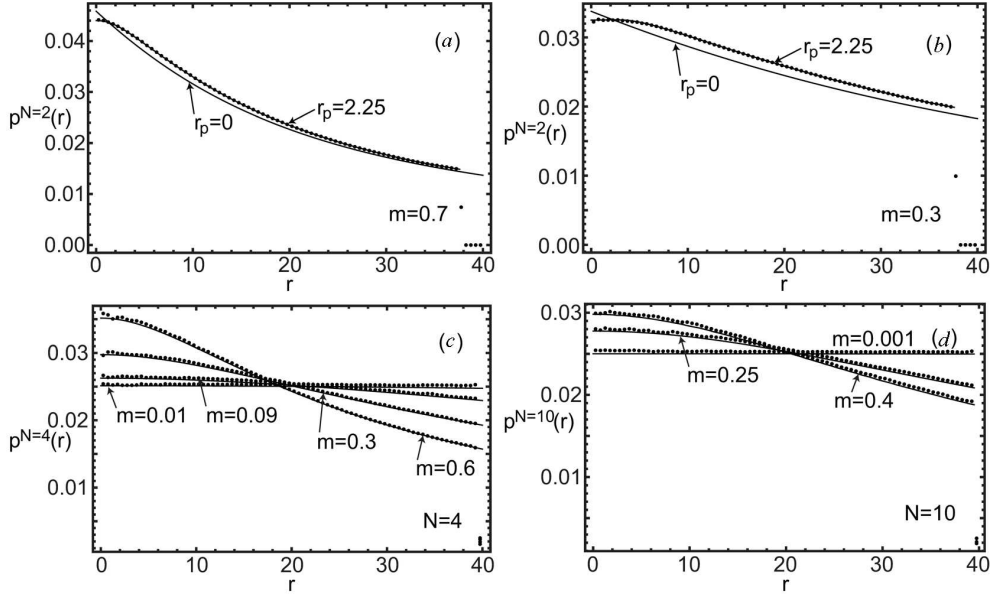 0.04
0.03
0.02
0.01
0.00
p^{N=2}(r)
(a)
r_p=2.25
r_p=0
m=0.7
0 10 20 30 40
r
0.03
0.02
0.01
0.00
p^{N=2}(r)
(b)
r_p=2.25
r_p=0
m=0.3
0 10 20 30 40
r
0.03
0.02
0.01
p^{N=4}(r)
(c)
m=0.01
m=0.09
m=0.3
m=0.6
N=4
0 10 20 30 40
r
0.03
0.02
0.01
p^{N=10}(r)
m=0.001
(d)
m=0.25
m=0.4
N=10
0 10 20 30 40
r